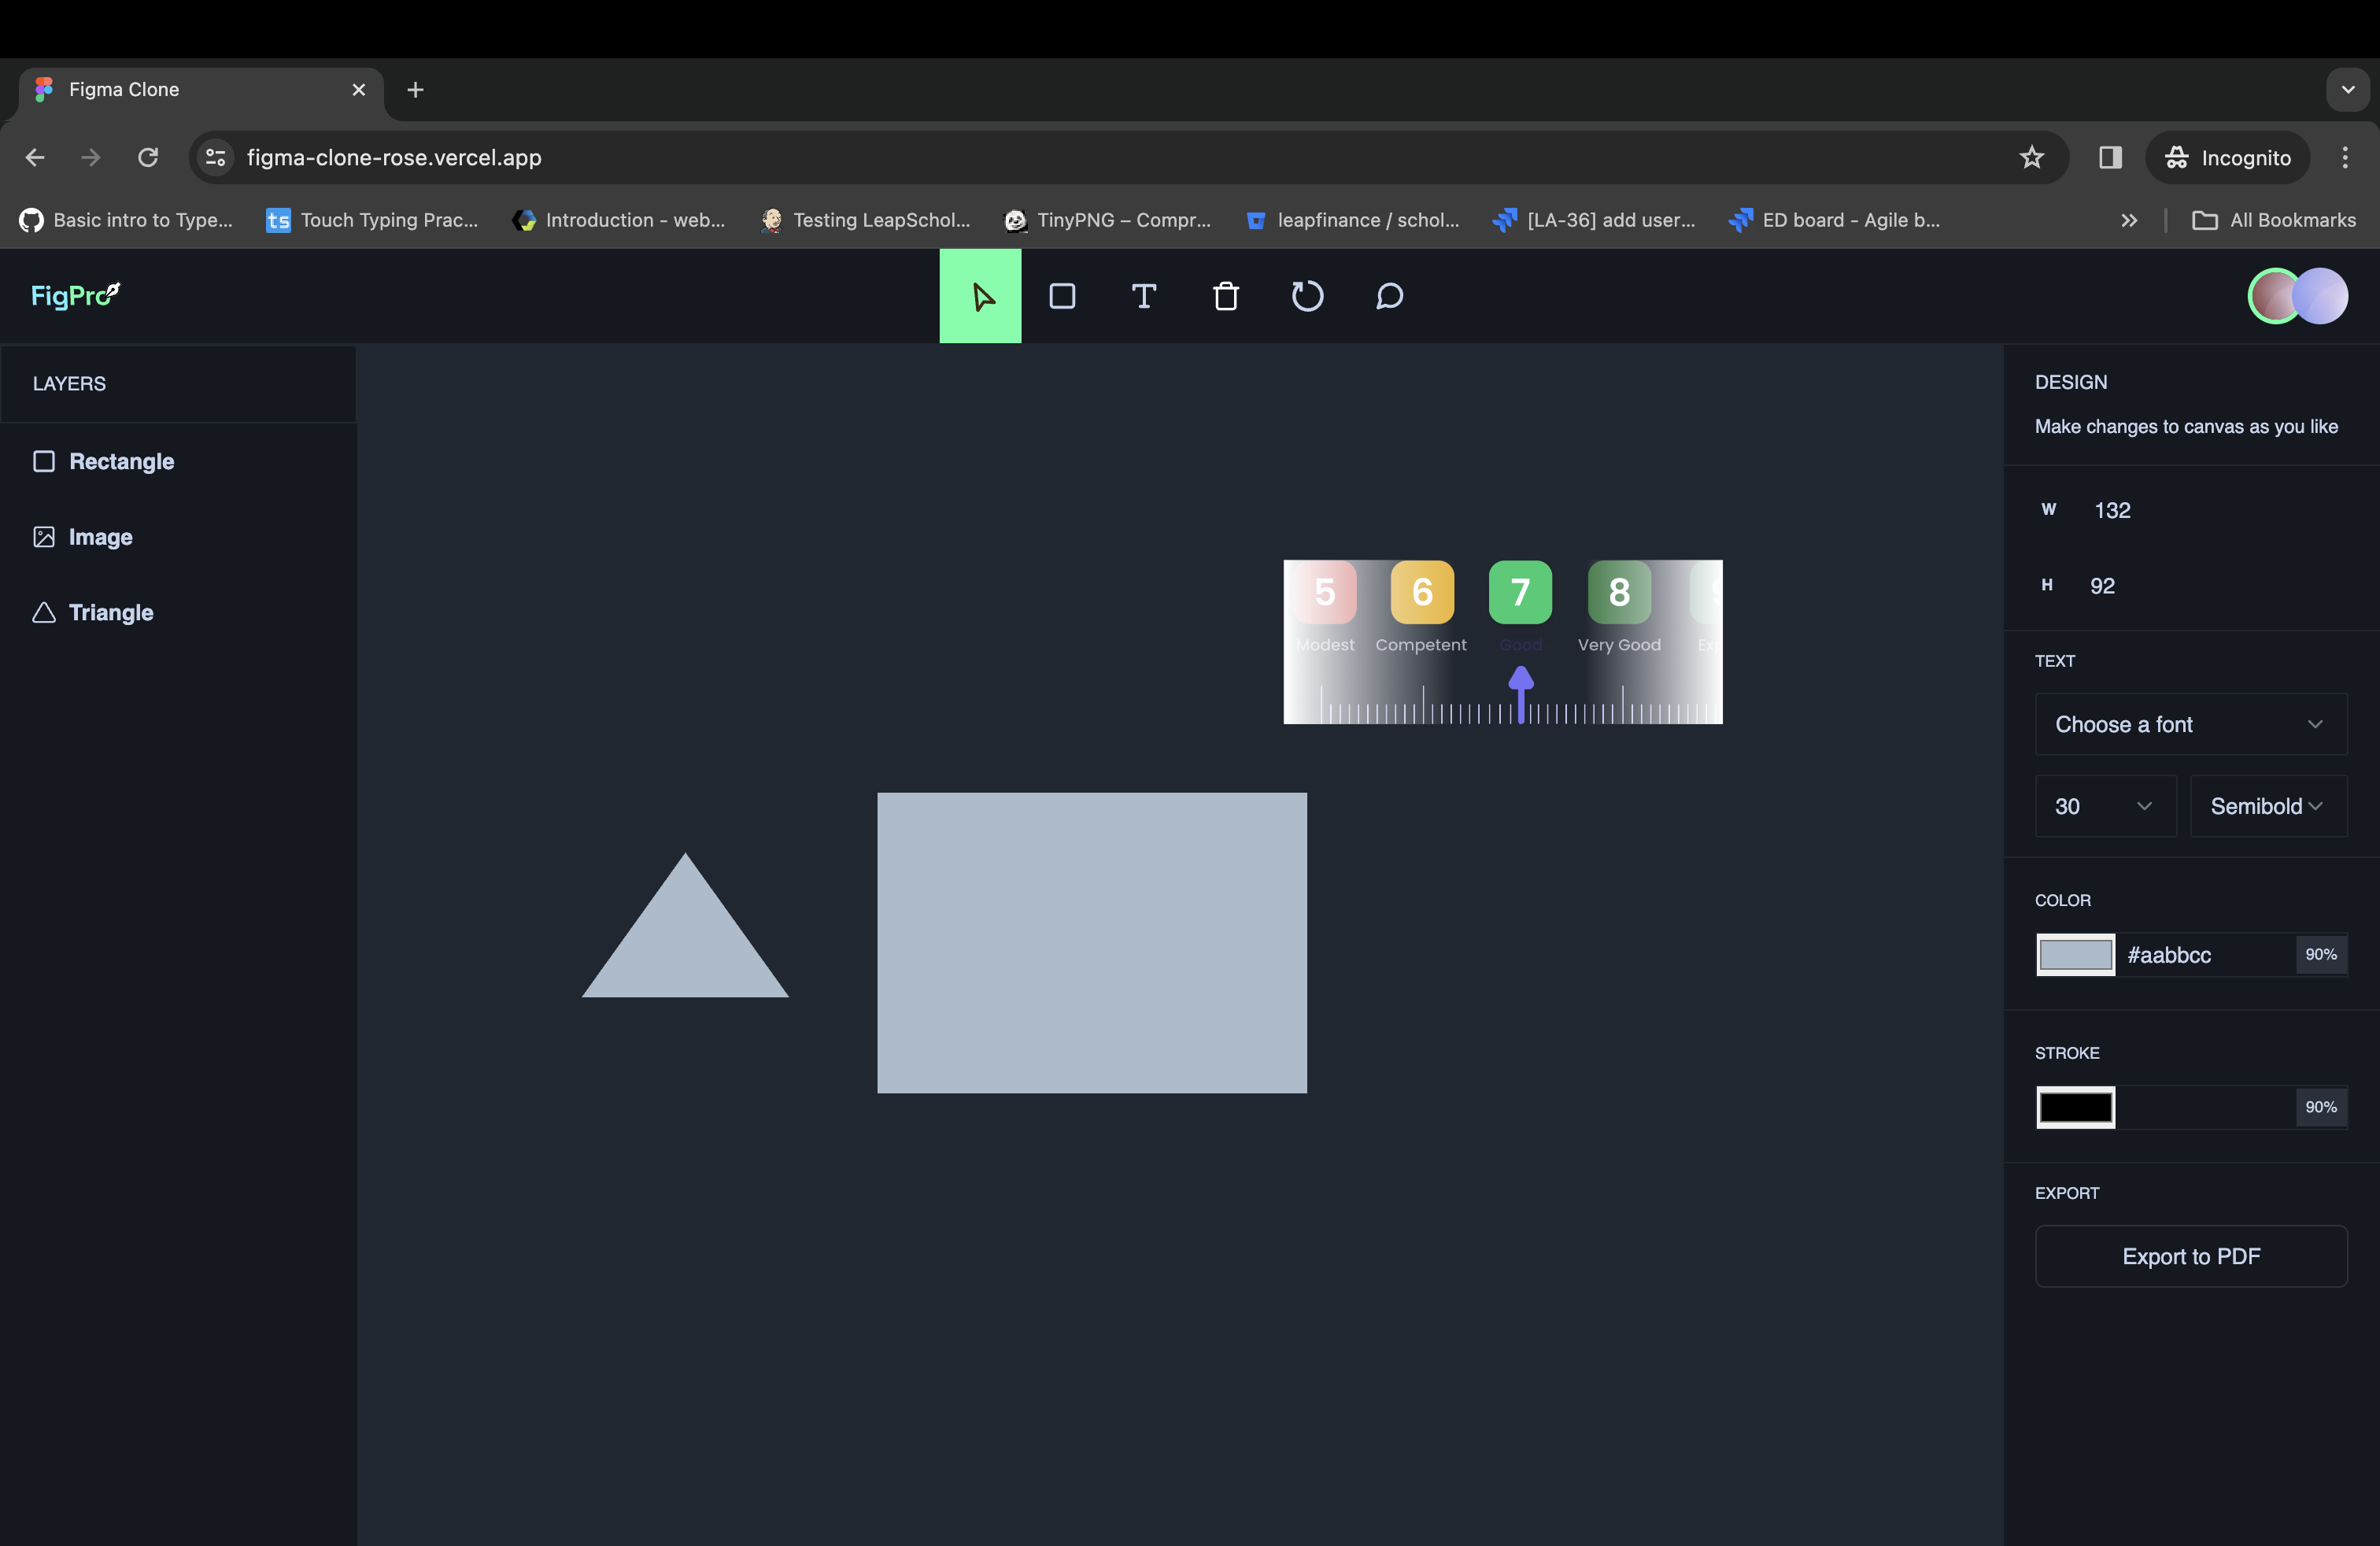 Figma Clone
figma-clone-rose.vercel.app
Incognito
Basic intro to Type...
ts Touch Typing Prac...
Introduction - web...
Testing LeapSchol...
TinyPNG – Compr...
leapfinance / schol...
[LA-36] add user...
ED board - Agile b...
All Bookmarks
FigPro
T
LAYERS
Rectangle
Image
Triangle
5 6 7 8
Modest Competent Good Very Good
DESIGN
Make changes to canvas as you like
W 132
H 92
TEXT
Choose a font
30 Semibold
COLOR
#aabbcc 90%
STROKE
90%
EXPORT
Export to PDF